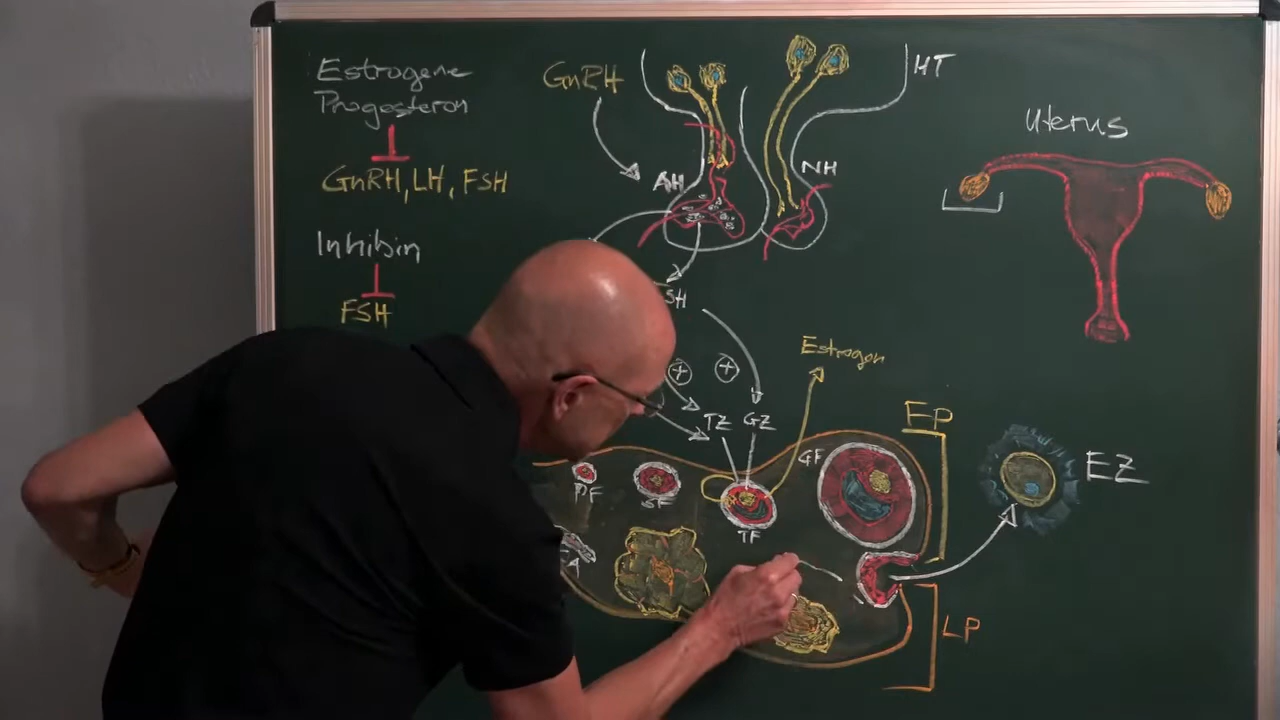 Estrogene
Progesteron
GnRH, LH, FSH
Inhibin
FSH
GnRH
HT
AH
NH
SH
Estrogen
TZ GZ
PF
SF
TF
GF
EP
LP
EZ
Uterus